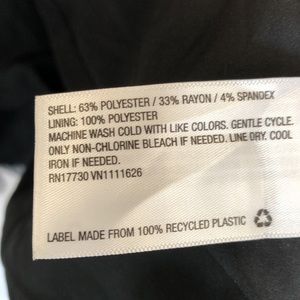 SHELL: 63% POLYESTER / 33% RAYON / 4% SPANDEX
LINING: 100% POLYESTER
MACHINE WASH COLD WITH LIKE COLORS. GENTLE CYCLE.
ONLY NON-CHLORINE BLEACH IF NEEDED. LINE DRY. COOL
IRON IF NEEDED.
RN17730 VN1111626
LABEL MADE FROM 100% RECYCLED PLASTIC